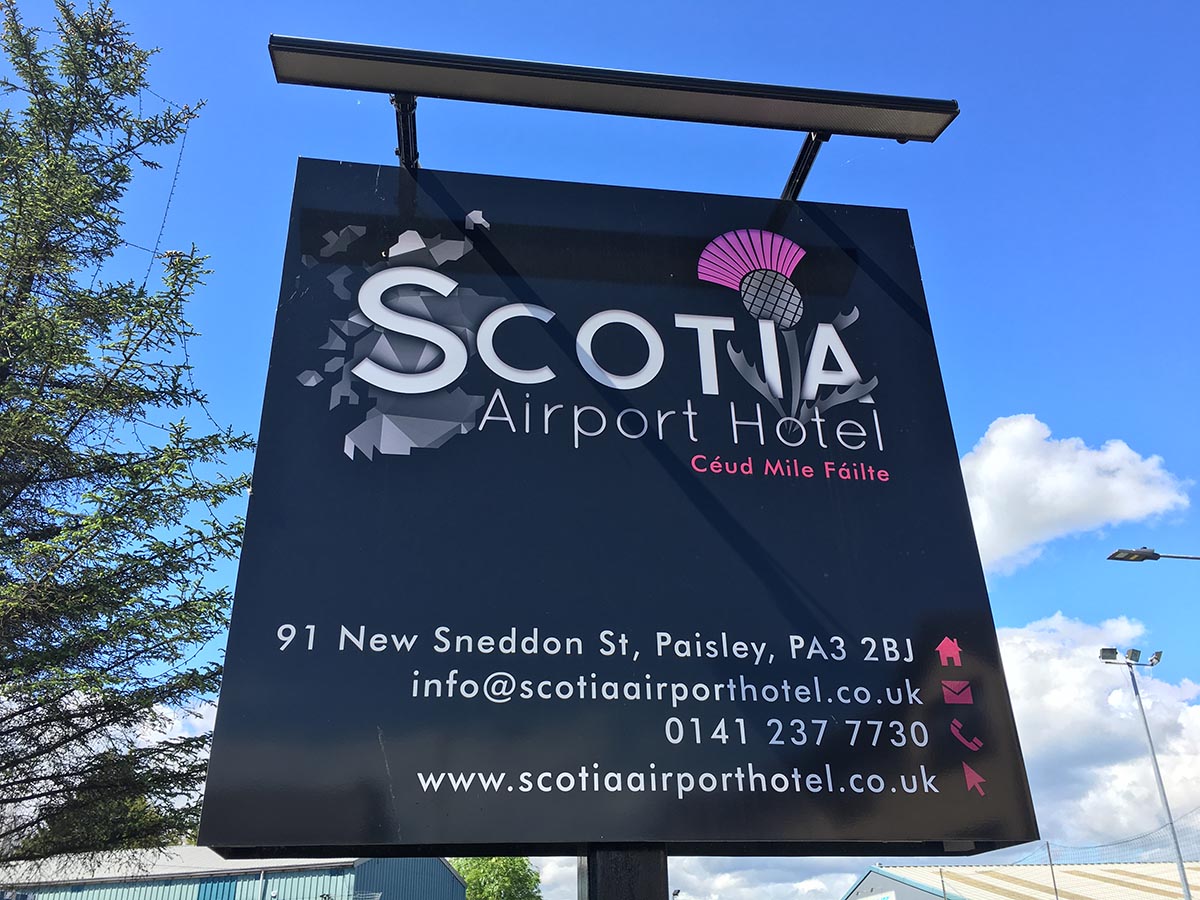 SCOTIA
Airport Hotel
Céud Mile Fáilte
91 New Sneddon St, Paisley, PA3 2BJ
info@scotiaairporthotel.co.uk
0141 237 7730
www.scotiaairporthotel.co.uk